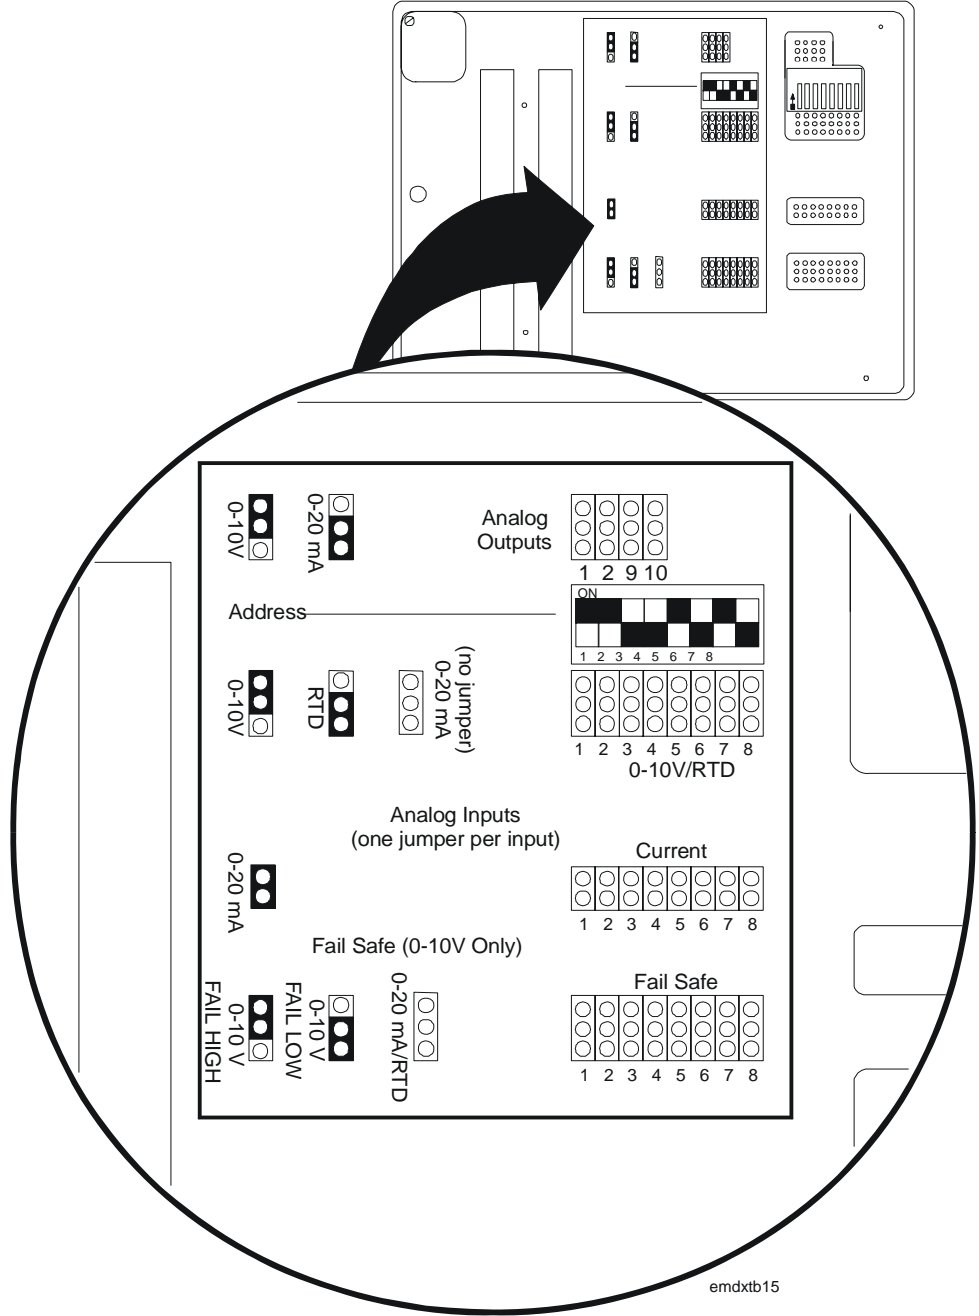 0-10V
0-20 mA
Analog
Outputs
1 2 9 10
Address
ON
1 2 3 4 5 6 7 8
0-10V
RTD
(no jumper)
0-20 mA
1 2 3 4 5 6 7 8
0-10V/RTD
Analog Inputs
(one jumper per input)
0-20 mA
Current
1 2 3 4 5 6 7 8
Fail Safe (0-10V Only)
FAIL HIGH
0-10 V
FAIL LOW
0-10 V
0-20 mA/RTD
Fail Safe
1 2 3 4 5 6 7 8
emdxtb15